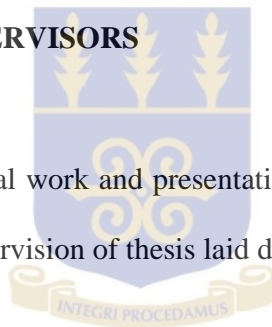 ERVISORS
al work and presentati
rvision of thesis laid d
INTEGRI PROCEDAMUS